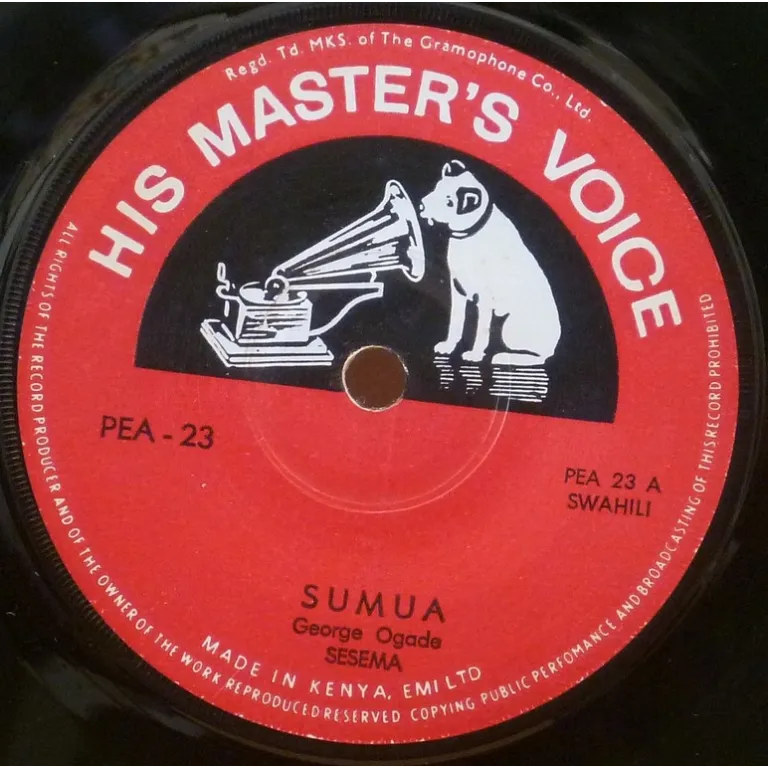 Regd. Td. MKS. of The Gramophone Co., Ltd.
HIS MASTER'S VOICE
PEA - 23
PEA 23 A
SWAHILI
SUMUA
George Ogade
SESEMA
MADE IN KENYA, EMI LTD
ALL RIGHTS OF THE RECORD PRODUCER AND OF THE OWNER OF THE WORK REPRODUCED RESERVED COPYING PUBLIC PERFOMANCE AND BROADCASTING OF THIS RECORD PROHIBITED